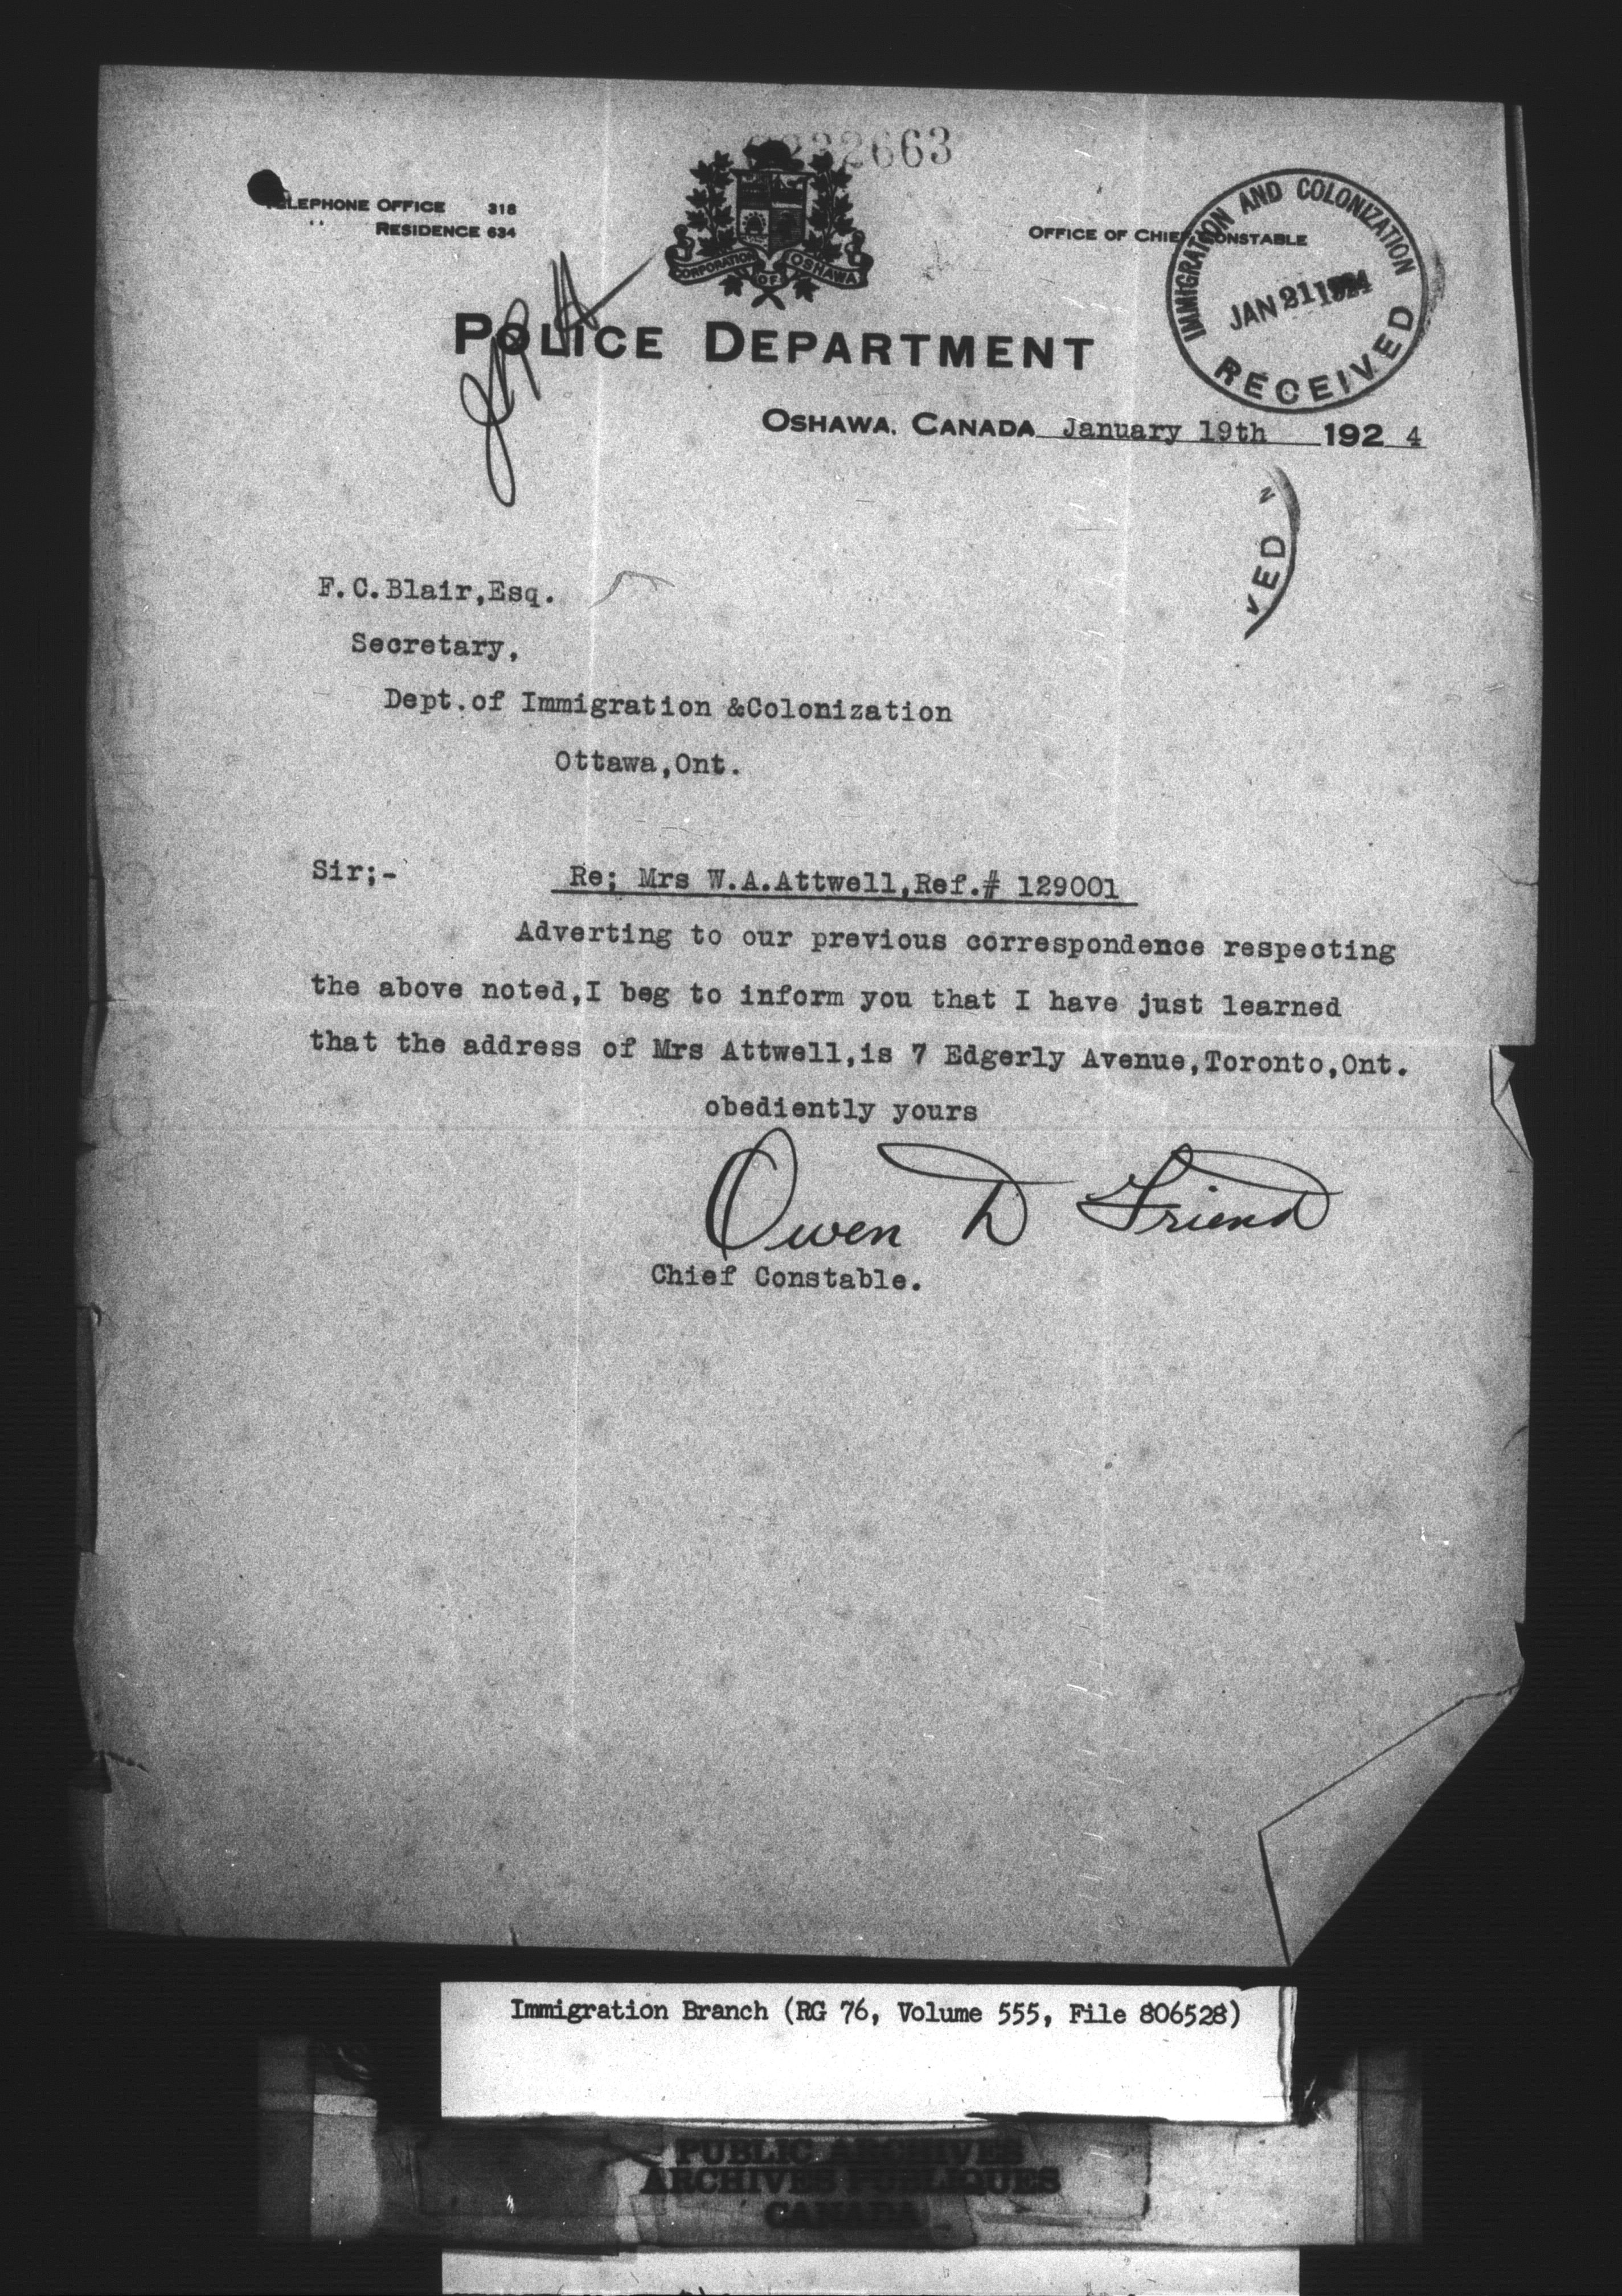 32663
TELEPHONE OFFICE 318
" RESIDENCE 634
CORPORATION OF OSHAWA
OFFICE OF CHIEF CONSTABLE
IMMIGRATION AND COLONIZATION
JAN 21 1924
RECEIVED
POLICE DEPARTMENT
OSHAWA, CANADA January 19th 1924
VED
F.C.Blair,Esq.
Secretary,
Dept.of Immigration &Colonization
Ottawa,Ont.
Sir;- Re; Mrs W.A.Attwell,Ref.# 129001
Adverting to our previous correspondence respecting
the above noted,I beg to inform you that I have just learned
that the address of Mrs Attwell,is 7 Edgerly Avenue,Toronto,Ont.
obediently yours
Owen D Friend
Chief Constable.
Immigration Branch (RG 76, Volume 555, File 806528)
PUBLIC ARCHIVES
ARCHIVES PUBLIQUES
CANADA